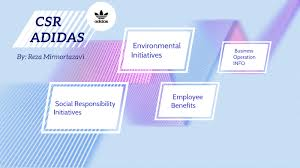 CSR
ADIDAS
adidas
By: Reza Mirmortazavi
Environmental
Initiatives
Business
Operation
INFO
Social Responsibility
Initiatives
Employee
Benefits